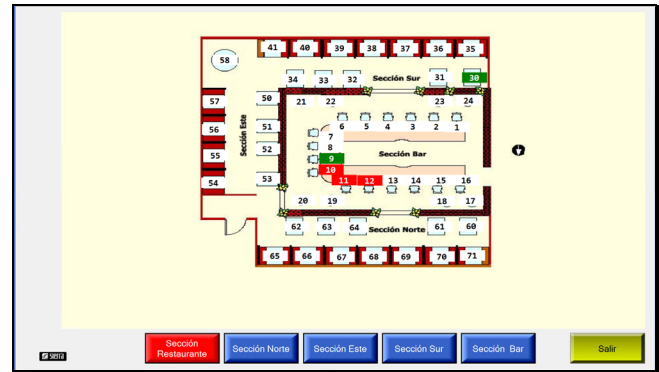 41 40 39 38 37 36 35
58
34 33 32 Sección Sur 31 30
57 50 21 22 23 24
56 Sección Este 51 6 5 4 3 2 1
7
55 52 8
9 Sección Bar
10
54 53 11 12 13 14 15 16
20 19 18 17
62 63 64 Sección Norte 61 60
65 66 67 68 69 70 71
Sección
Restaurante
Sección Norte Sección Este Sección Sur Sección Bar Salir
sierra